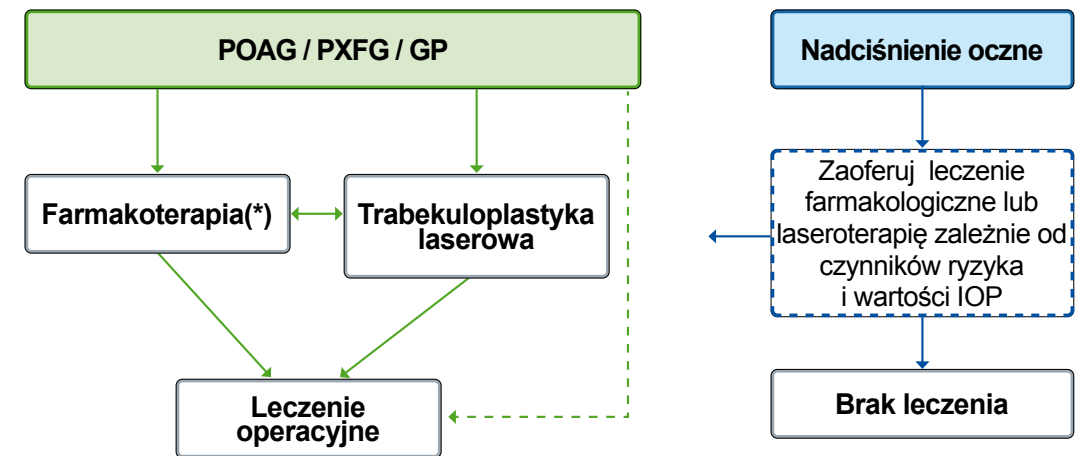 POAG / PXFG / GP
Farmakoterapia(*)
Trabekuloplastyka
laserowa
Leczenie
operacyjne
Nadciśnienie oczne
Zaoferuj leczenie
farmakologiczne lub
laseroterapię zależnie od
czynników ryzyka
i wartości IOP
Brak leczenia